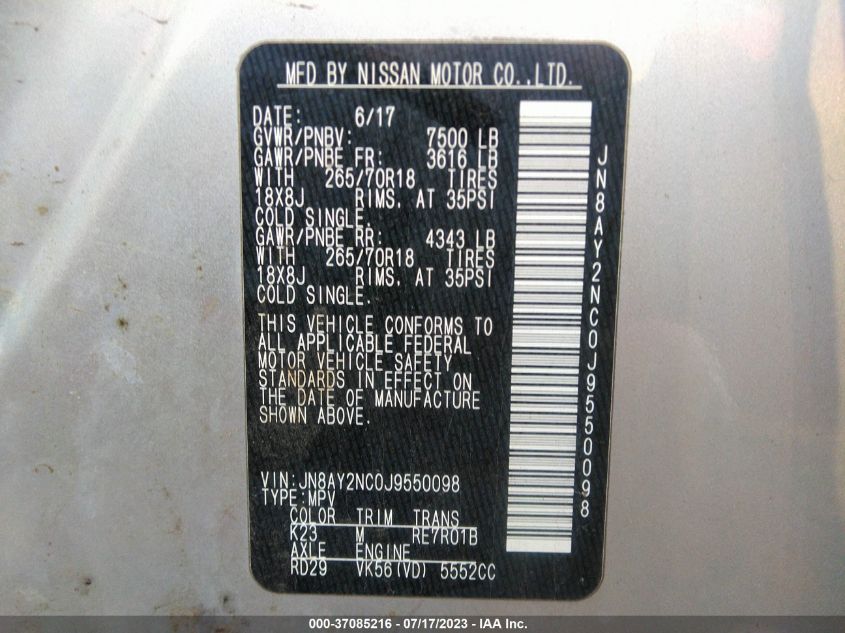 MFD BY NISSAN MOTOR CO.,LTD.
DATE: 6/17
GVWR/PNBV: 7500 LB
GAWR/PNBE FR: 3616 LB
WITH 265/70R18 TIRES
18X8J RIMS, AT 35PSI
COLD SINGLE.
GAWR/PNBE RR: 4343 LB
WITH 265/70R18 TIRES
18X8J RIMS, AT 35PSI
COLD SINGLE.
THIS VEHICLE CONFORMS TO
ALL APPLICABLE FEDERAL
MOTOR VEHICLE SAFETY
STANDARDS IN EFFECT ON
THE DATE OF MANUFACTURE
SHOWN ABOVE.
VIN:JN8AY2NC0J9550098
TYPE:MPV
COLOR TRIM TRANS
K23 M RE7R01B
AXLE ENGINE
RD29 VK56(VD) 5552CC
JN8AY2NC0J9550098
000-37085216 - 07/17/2023 - IAA Inc.